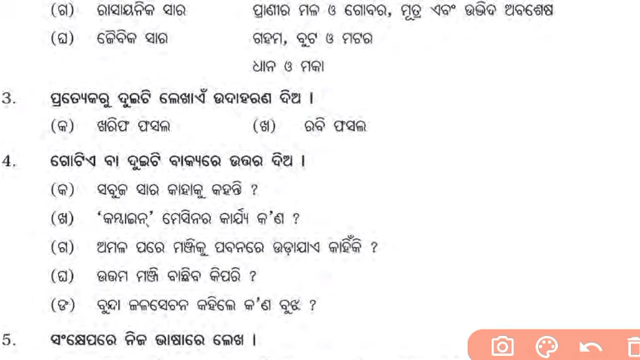 (ଗ) ରାସାୟନିକ ସାର ପ୍ରାଣୀର ମଳ ଓ ଗୋବର, ମୂତ୍ର ଏବଂ ଉଦ୍ଭିଦ ଅବଶେଷ
(ଘ) ଜୈବିକ ସାର ଗହମ, ବୁଟ ଓ ମଟର
ଧାନ ଓ ମକା
3. ପ୍ରତ୍ୟେକରୁ ଦୁଇଟି ଲେଖାଏଁ ଉଦାହରଣ ଦିଅ ।
(କ) ଖରିଫ ଫସଲ (ଖ) ରବି ଫସଲ
4. ଗୋଟିଏ ବା ଦୁଇଟି ବାକ୍ୟରେ ଉତ୍ତର ଦିଅ ।
(କ) ସବୁଜ ସାର କାହାକୁ କହନ୍ତି ?
(ଖ) ‘କମ୍ବାଇନ୍’ ମେସିନର କାର୍ଯ୍ୟ କ’ଣ ?
(ଗ) ଅମଳ ପରେ ମଞ୍ଜିକୁ ପବନରେ ଉଡ଼ାଯାଏ କାହିଁକି ?
(ଘ) ଉତ୍ତମ ମଞ୍ଜି ବାଛିବ କିପରି ?
(ଙ) ବୁନ୍ଦା ଜଳସେଚନ କହିଲେ କ’ଣ ବୁଝ ?
5. ସଂକ୍ଷେପରେ ନିଜ ଭାଷାରେ ଲେଖ ।